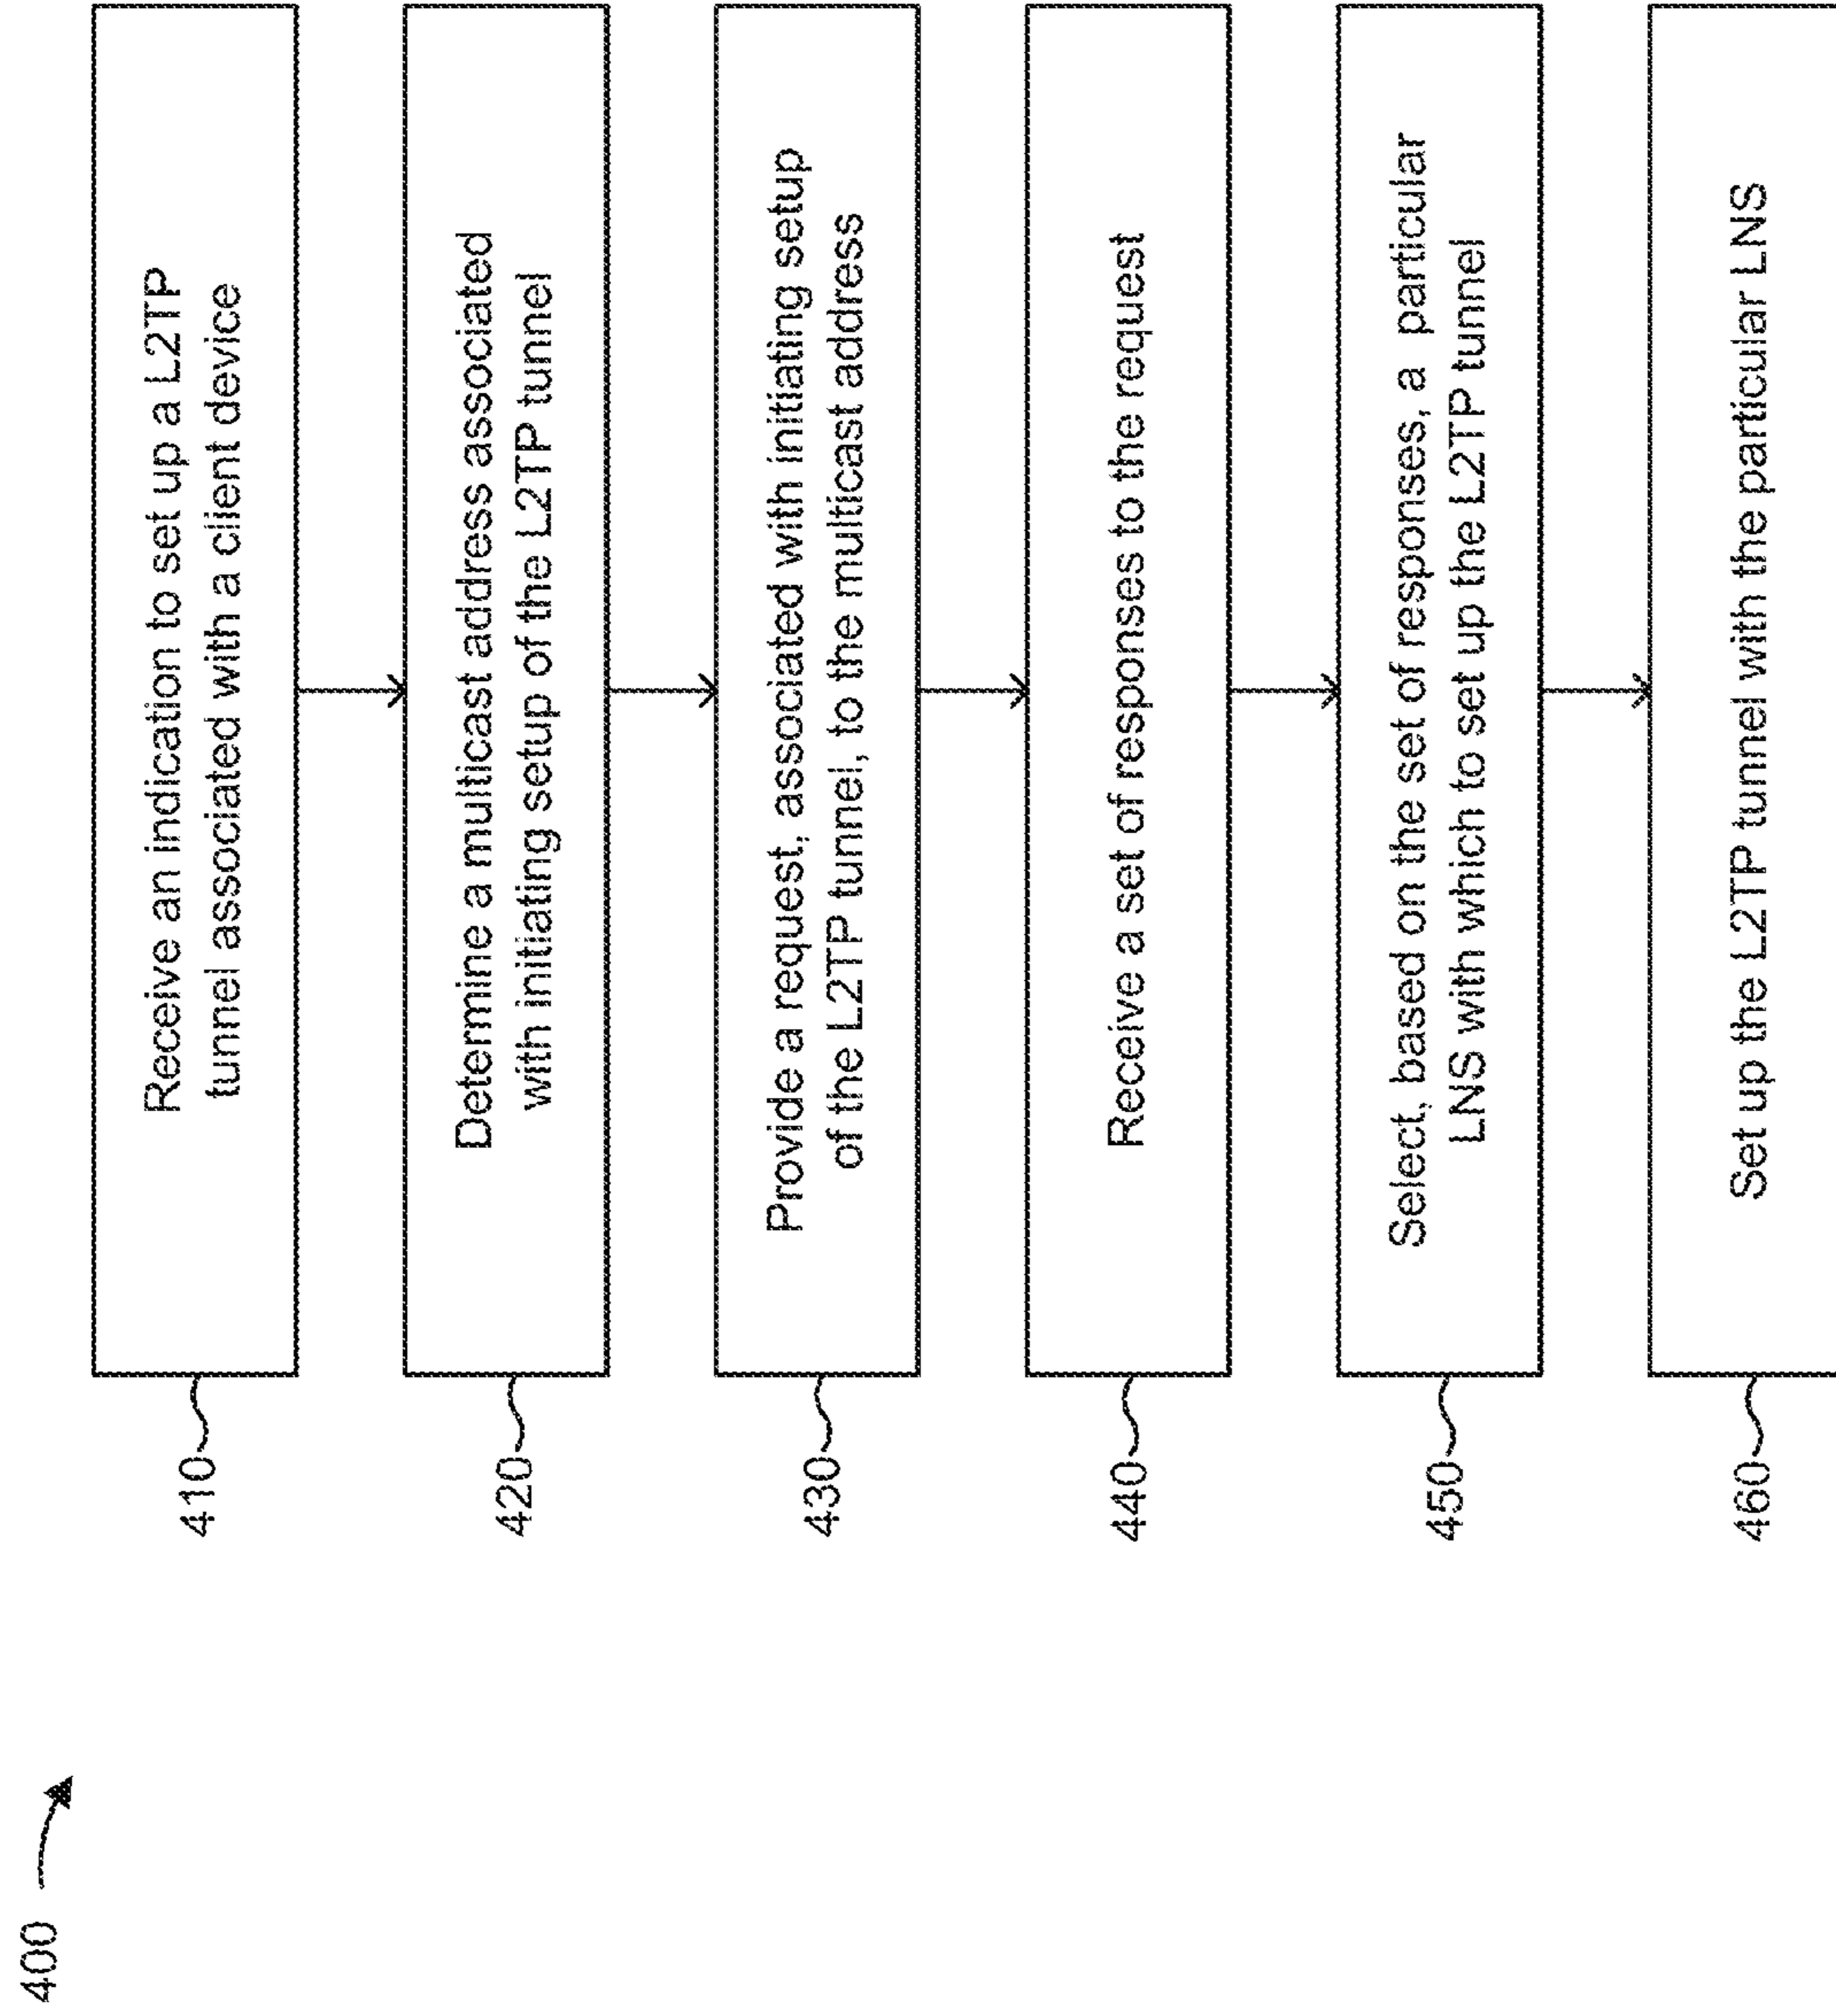 400
410
Receive an indication to set up a L2TP
tunnel associated with a client device
420
Determine a multicast address associated
with initiating setup of the L2TP tunnel
430
Provide a request, associated with initiating setup
of the L2TP tunnel, to the multicast address
440
Receive a set of responses to the request
450
Select, based on the set of responses, a particular
LNS with which to set up the L2TP tunnel
460
Set up the L2TP tunnel with the particular LNS